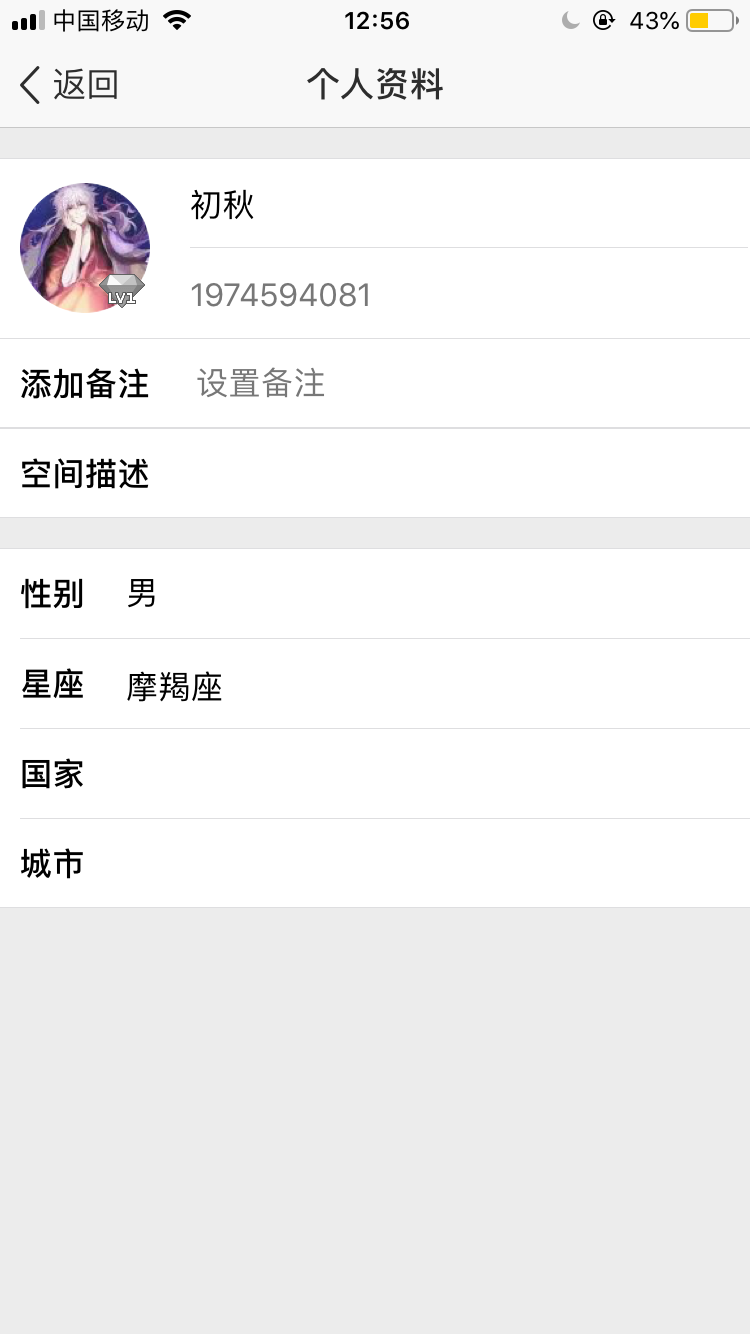 中国移动 12:56 43%
返回 个人资料
初秋
LV1
1974594081
添加备注 设置备注
空间描述
性别 男
星座 摩羯座
国家
城市